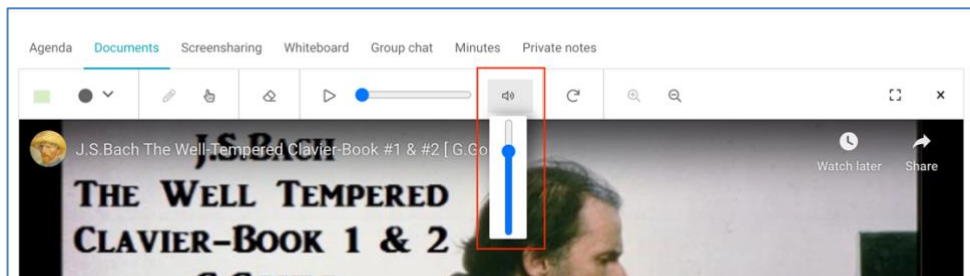 Agenda Documents Screensharing Whiteboard Group chat Minutes Private notes
J.S.Bach The Well-Tempered Clavier-Book #1 & #2 [ G.Go
Watch later Share
J.S.BACH
THE WELL TEMPERED
CLAVIER-BOOK 1 & 2